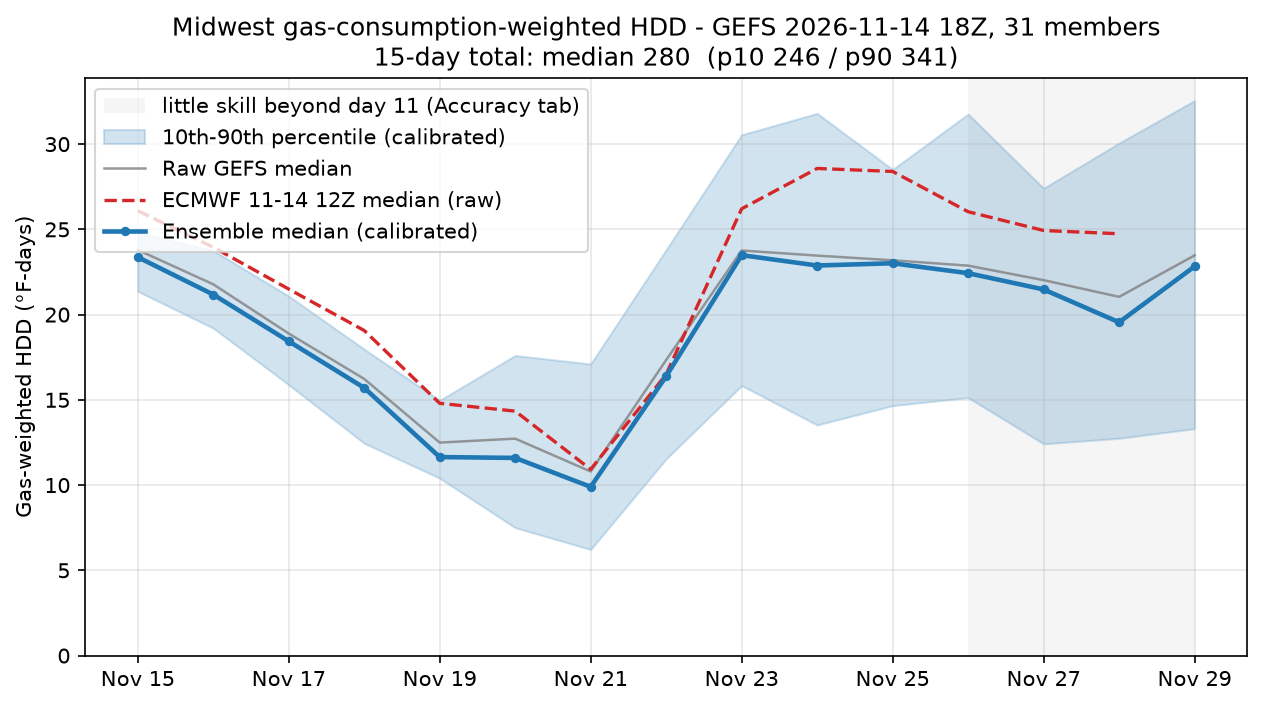 Midwest gas-consumption-weighted HDD - GEFS 2026-11-14 18Z, 31 members
15-day total: median 280  (p10 246 / p90 341)
little skill beyond day 11 (Accuracy tab)
10th-90th percentile (calibrated)
Raw GEFS median
ECMWF 11-14 12Z median (raw)
Ensemble median (calibrated)
Gas-weighted HDD (°F-days)
30
25
20
15
10
5
0
Nov 15 Nov 17 Nov 19 Nov 21 Nov 23 Nov 25 Nov 27 Nov 29